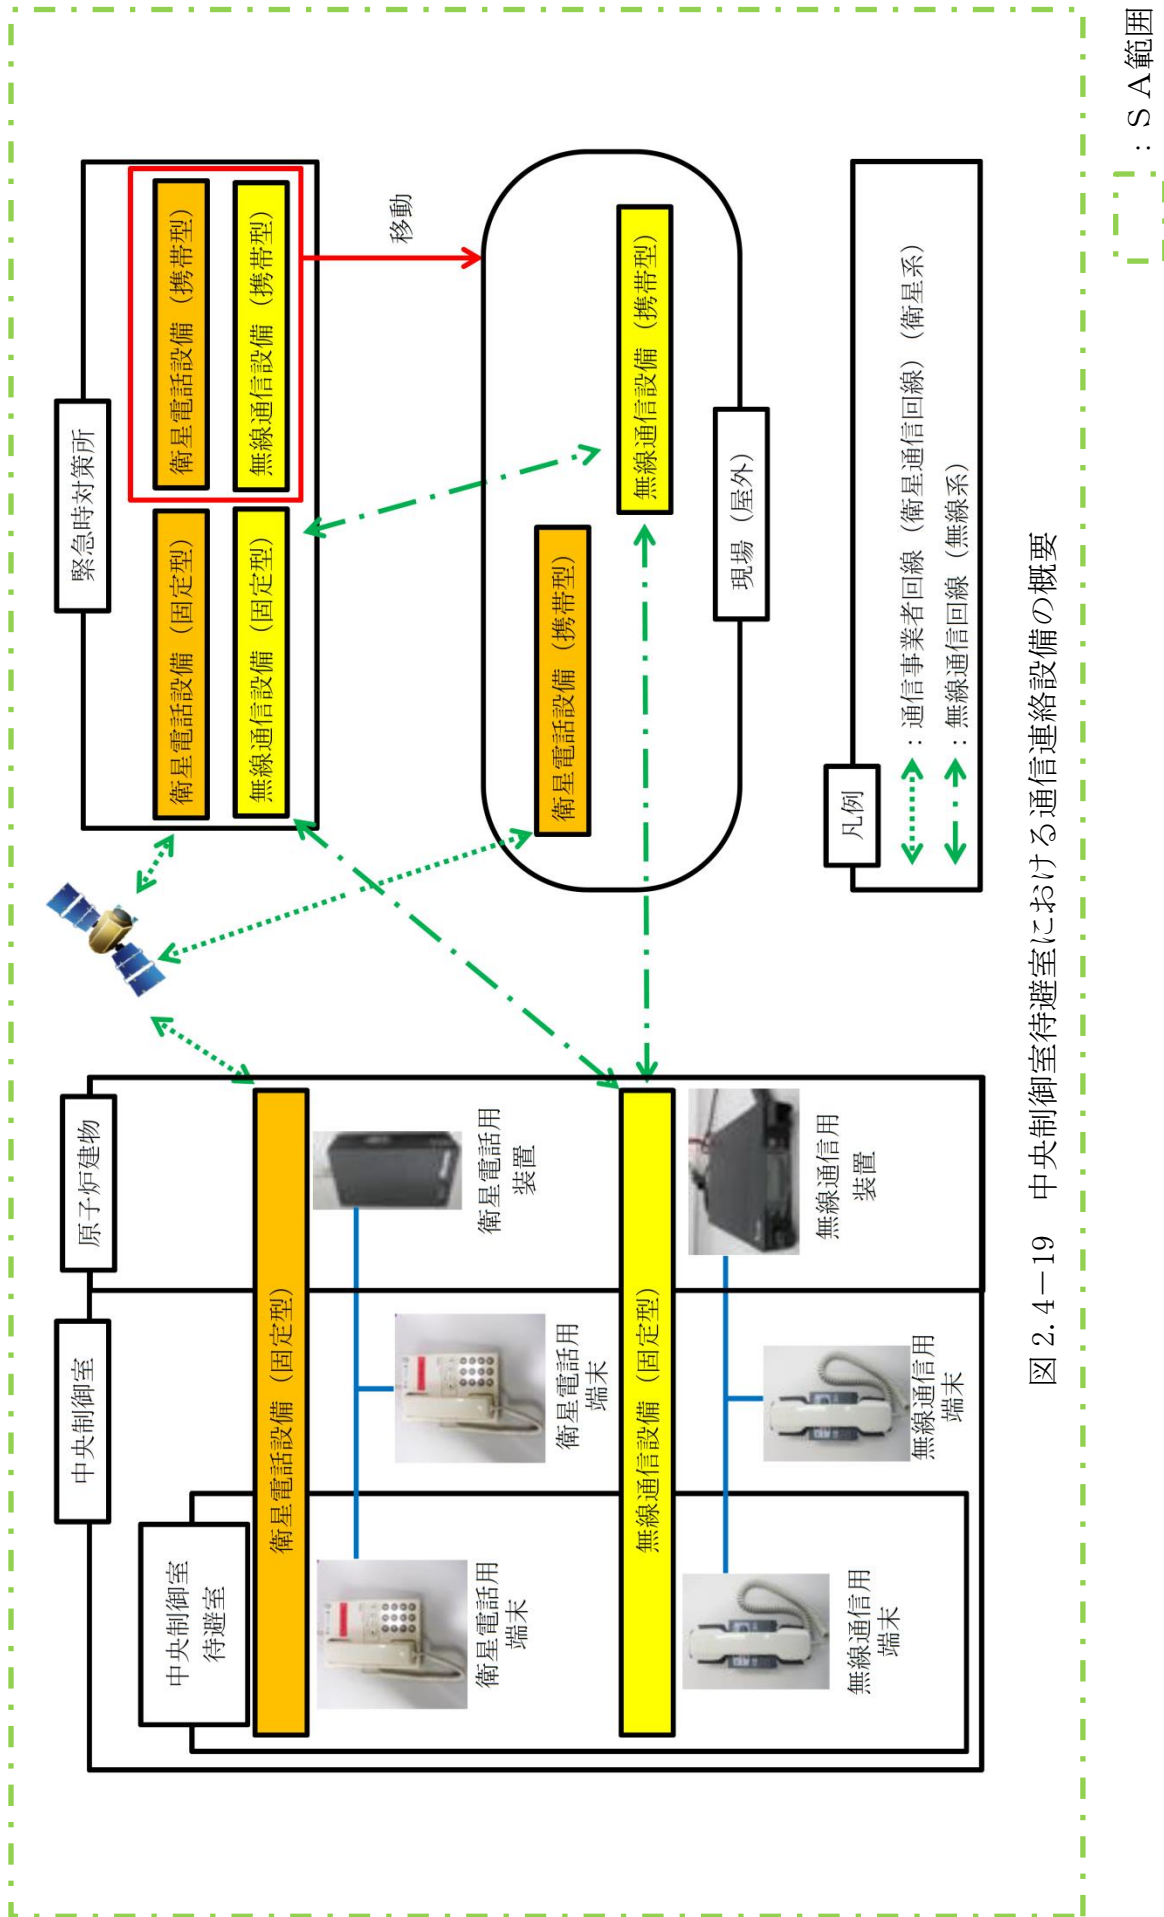 ：ＳＡ範囲
中央制御室
待避室
中央制御室
原子炉建物
衛星電話設備（固定型）
衛星電話用
端末
衛星電話用
端末
衛星電話用
装置
無線通信設備（固定型）
無線通信用
端末
無線通信用
端末
無線通信用
装置
緊急時対策所
衛星電話設備（固定型）
衛星電話設備（携帯型）
無線通信設備（固定型）
無線通信設備（携帯型）
移動
衛星電話設備（携帯型）
無線通信設備（携帯型）
現場（屋外）
凡例
：通信事業者回線（衛星通信回線）（衛星系）
：無線通信回線（無線系）
図 2.4－19　中央制御室待避室における通信連絡設備の概要